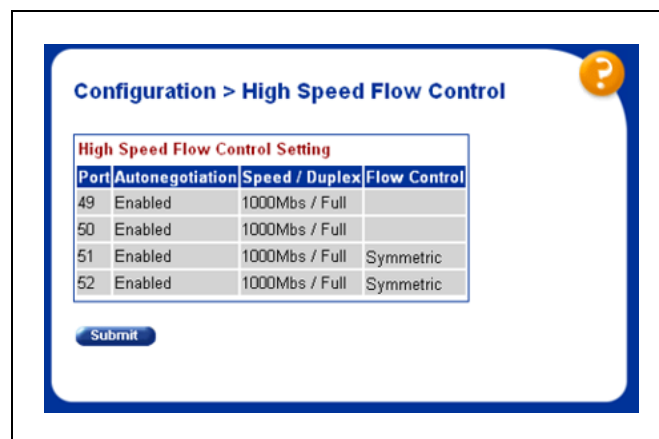 ?
Configuration > High Speed Flow Control
High Speed Flow Control Setting
Port Autonegotiation Speed / Duplex Flow Control
49 Enabled 1000Mbs / Full
50 Enabled 1000Mbs / Full
51 Enabled 1000Mbs / Full Symmetric
52 Enabled 1000Mbs / Full Symmetric
Submit